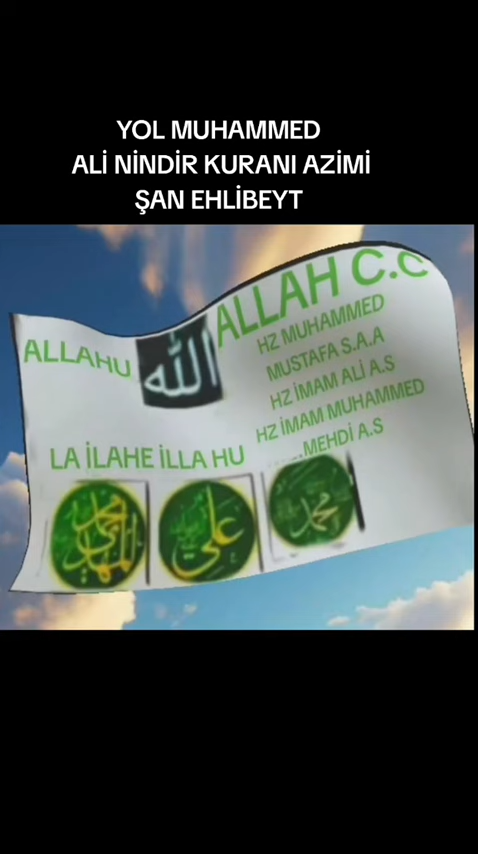 YOL MUHAMMED
ALİ NİNDİR KURANI AZİMİ
ŞAN EHLİBEYT
ALLAH C.C
ALLAHU
الله
HZ MUHAMMED
MUSTAFA S.A.A
HZ İMAM ALİ A.S
HZ İMAM MUHAMMED
MEHDİ A.S
LA İLAHE İLLA HU
علي
محمد